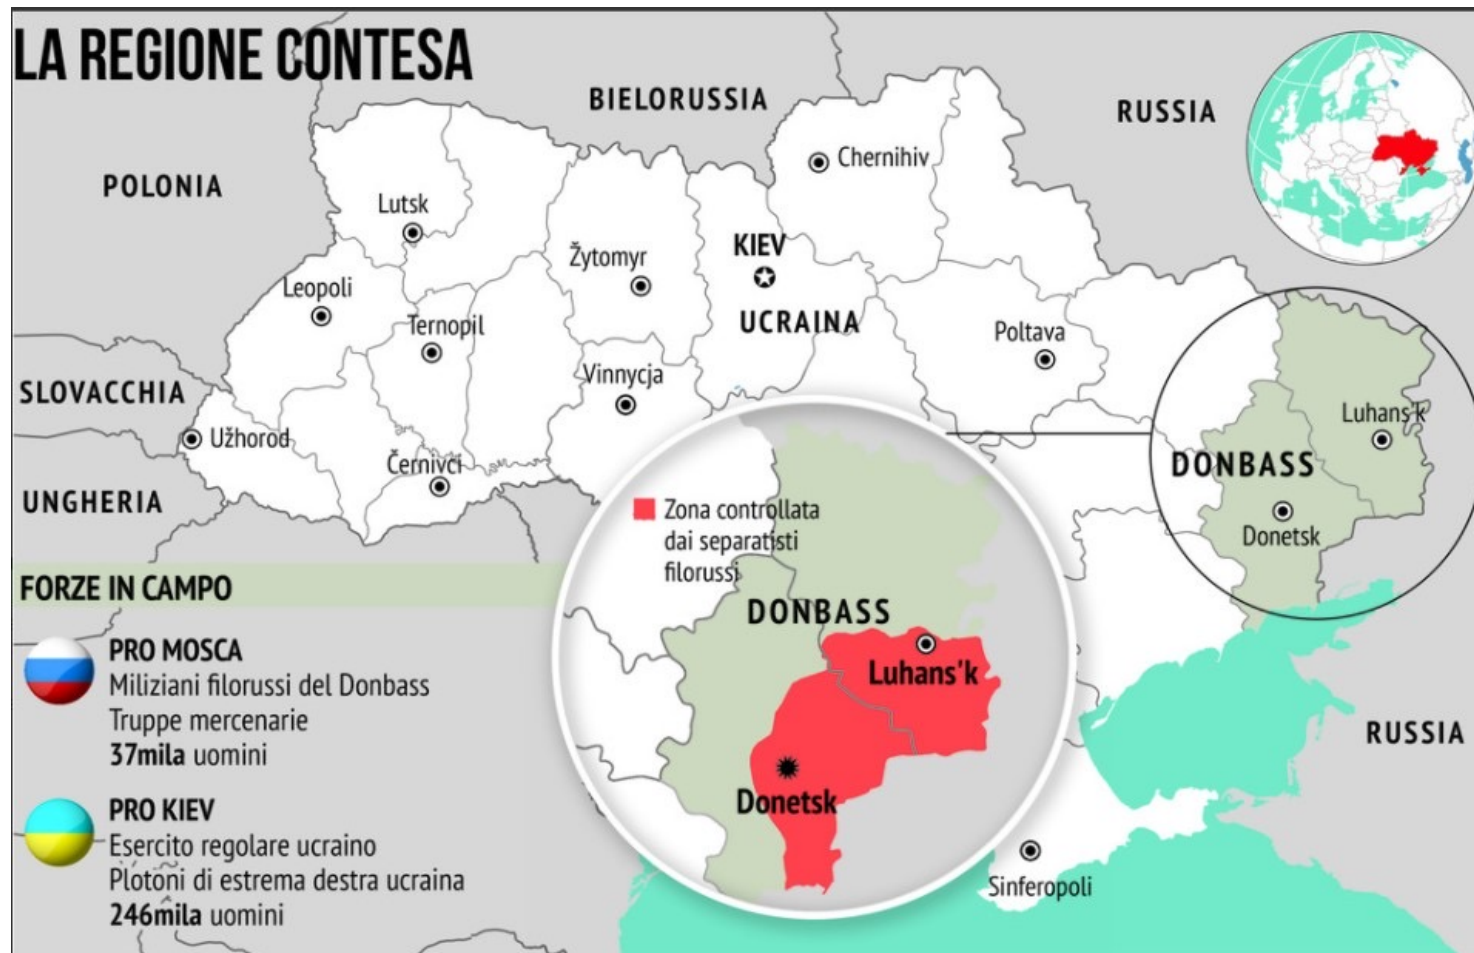 LA REGIONE CONTESA
BIELORUSSIA
RUSSIA
POLONIA
Chernihiv
Lutsk
KIEV
Žytomyr
Leopoli
UCRAINA
Ternopil
Poltava
Vinnycja
SLOVACCHIA
Luhans'k
Užhorod
DONBASS
Černivci
UNGHERIA
Donetsk
Zona controllata
dai separatisti
filorussi
DONBASS
Luhans'k
Donetsk
RUSSIA
Sinferopoli
FORZE IN CAMPO
PRO MOSCA
Miliziani filorussi del Donbass
Truppe mercenarie
37mila uomini
PRO KIEV
Esercito regolare ucraino
Plotoni di estrema destra ucraina
246mila uomini